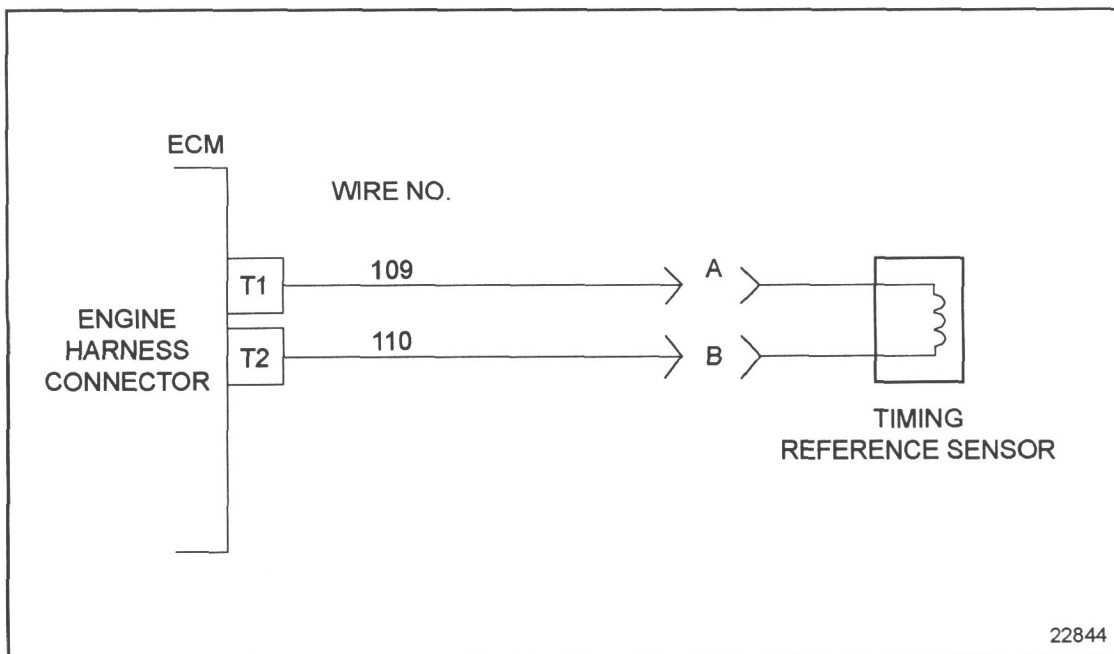 ECM
WIRE NO.
T1
109
A
ENGINE
HARNESS
CONNECTOR
T2
110
B
TIMING
REFERENCE SENSOR
22844